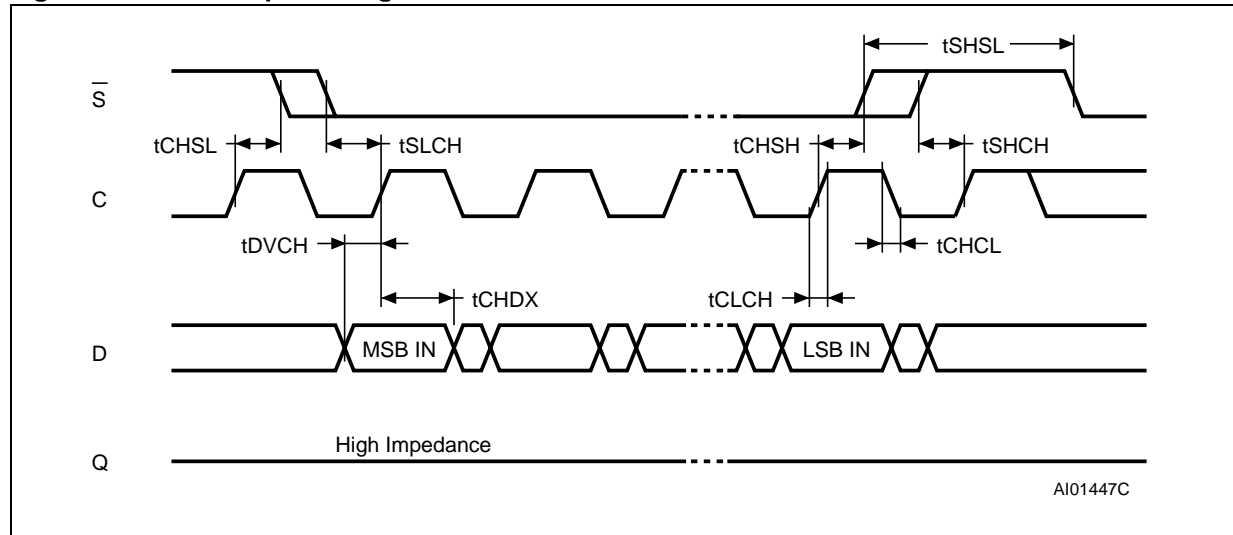 tSHSL
S
tCHSL
tSLCH
tCHSH
tSHCH
C
tDVCH
tCHCL
tCHDX
tCLCH
D
MSB IN
LSB IN
High Impedance
Q
AI01447C